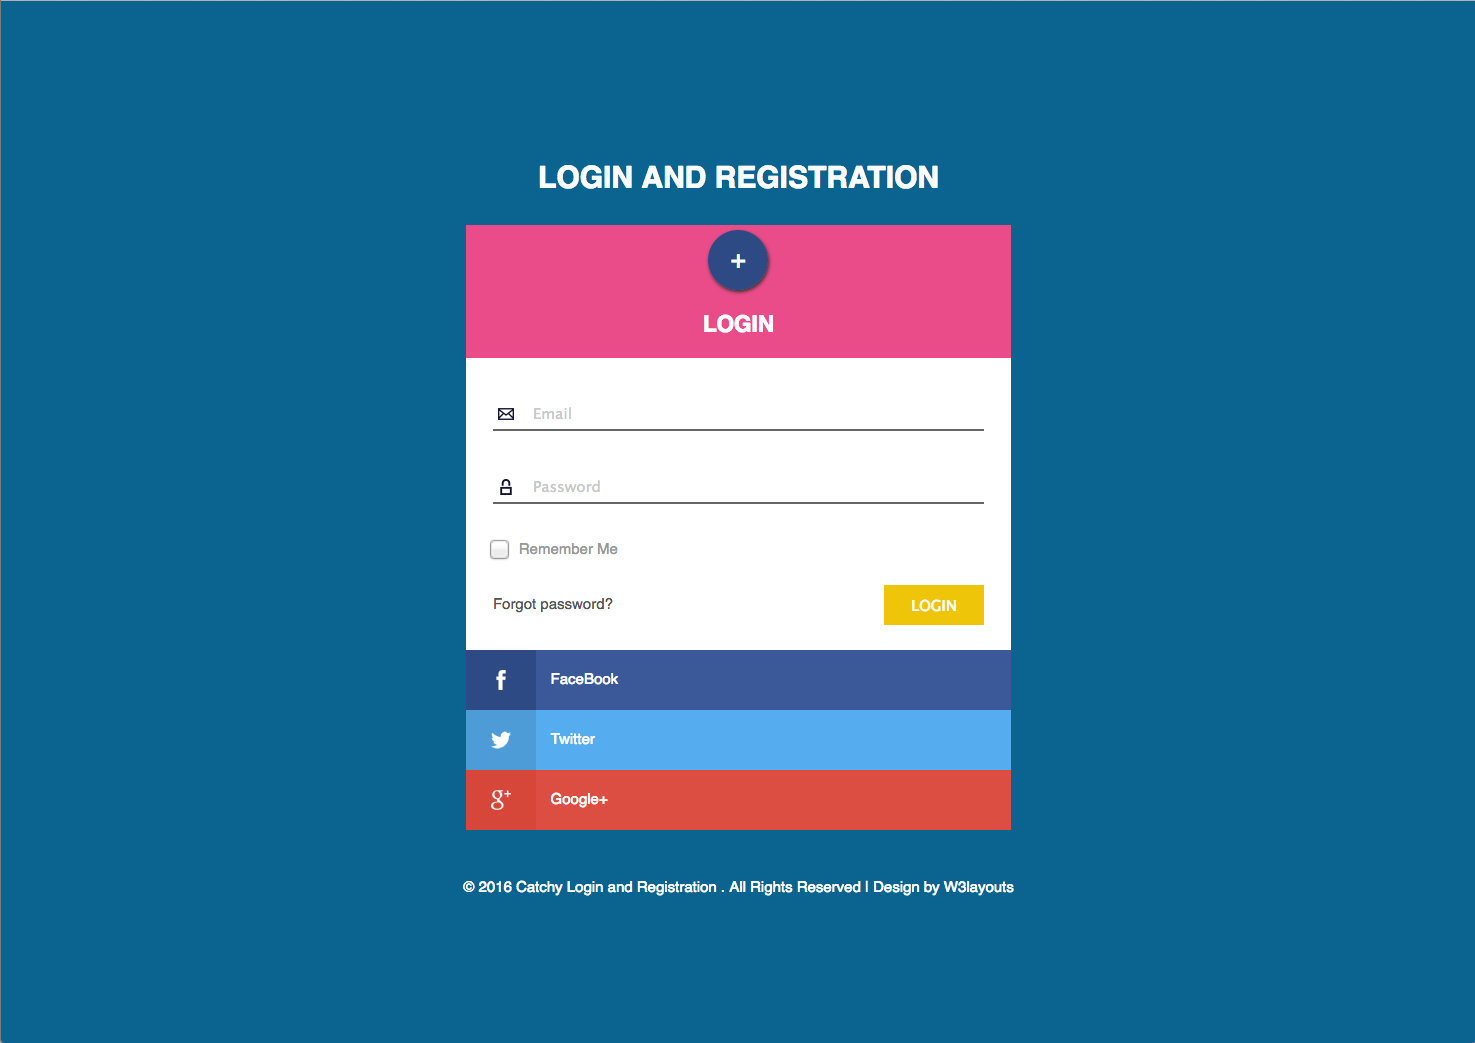 LOGIN AND REGISTRATION
+
LOGIN
Email
Password
Remember Me
Forgot password?
LOGIN
f
FaceBook
Twitter
g+
Google+
© 2016 Catchy Login and Registration . All Rights Reserved | Design by W3layouts